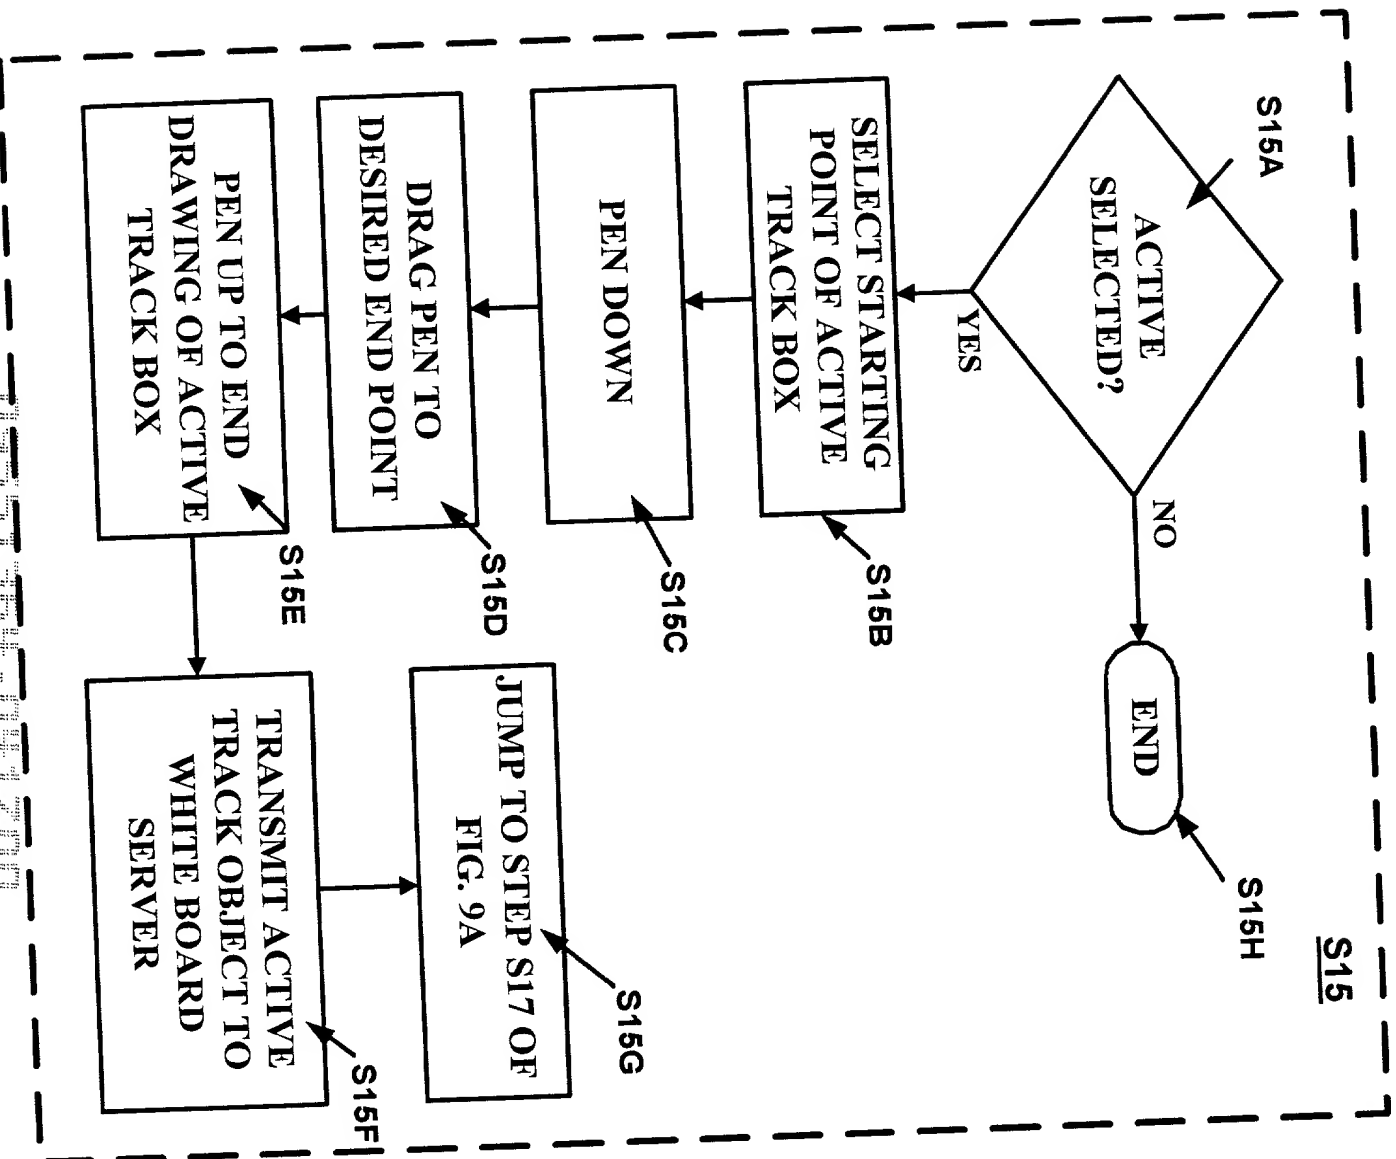 S15
S15A
ACTIVE
SELECTED?
NO
END
S15H
YES
SELECT STARTING
POINT OF ACTIVE
TRACK BOX
S15B
PEN DOWN
S15C
DRAG PEN TO
DESIRED END POINT
S15D
PEN UP TO END
DRAWING OF ACTIVE
TRACK BOX
S15E
JUMP TO STEP S17 OF
FIG. 9A
S15G
TRANSMIT ACTIVE
TRACK OBJECT TO
WHITE BOARD
SERVER
S15F